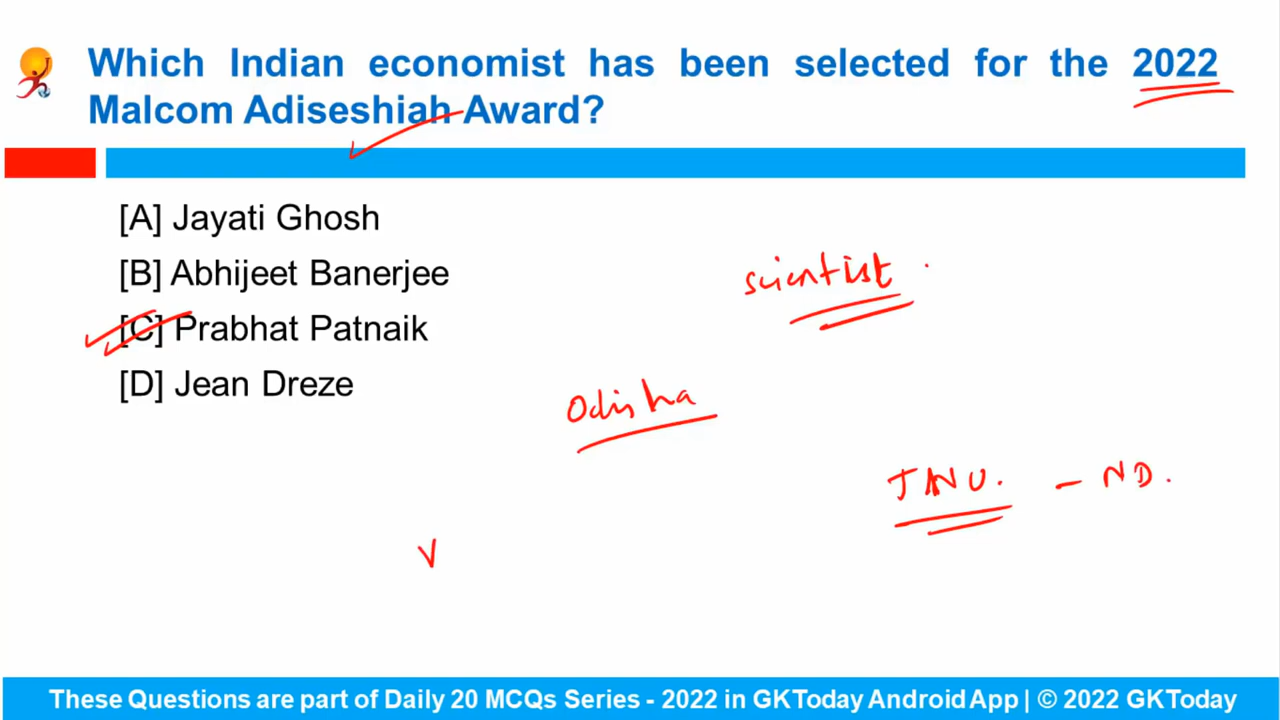 Which Indian economist has been selected for the 2022
Malcom Adiseshiah Award?
[A] Jayati Ghosh
[B] Abhijeet Banerjee
[C] Prabhat Patnaik
[D] Jean Dreze
scientist .
Odisha
JNU. - ND.
V
These Questions are part of Daily 20 MCQs Series - 2022 in GKToday Android App | © 2022 GKToday